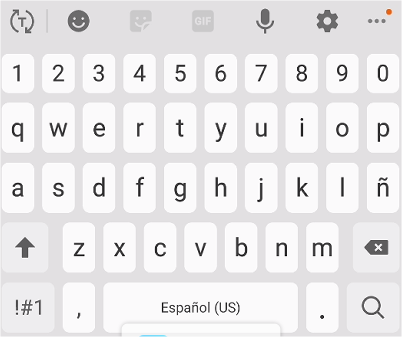 T GIF
1 2 3 4 5 6 7 8 9 0
q w e r t y u i o p
a s d f g h j k l ñ
z x c v b n m
!#1 , Español (US) .